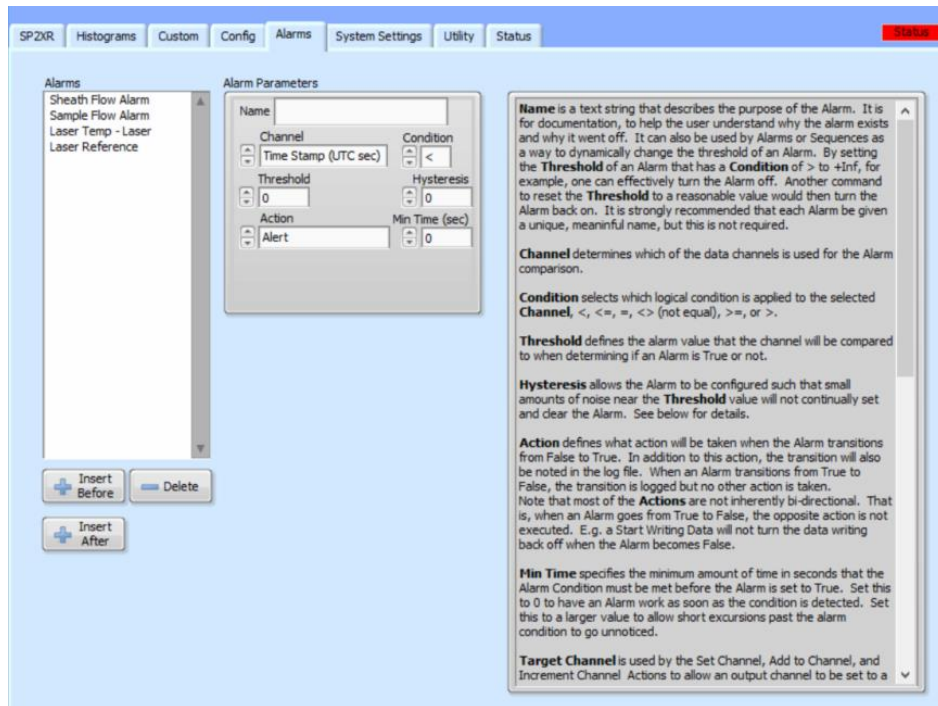 SP2XR Histograms Custom Config Alarms System Settings Utility Status
Status
Alarms
Sheath Flow Alarm
Sample Flow Alarm
Laser Temp - Laser
Laser Reference
Insert
Before
Delete
Insert
After
Alarm Parameters
Name
Channel Condition
Time Stamp (UTC sec) <
Threshold Hysteresis
0 0
Action Min Time (sec)
Alert 0
Name is a text string that describes the purpose of the Alarm. It is
for documentation, to help the user understand why the alarm exists
and why it went off. It can also be used by Alarms or Sequences as
a way to dynamically change the threshold of an Alarm. By setting
the Threshold of an Alarm that has a Condition of > to +Inf, for
example, one can effectively turn the Alarm off. Another command
to reset the Threshold to a reasonable value would then turn the
Alarm back on. It is strongly recommended that each Alarm be given
a unique, meaninful name, but this is not required.
Channel determines which of the data channels is used for the Alarm
comparison.
Condition selects which logical condition is applied to the selected
Channel, <, <=, =, <> (not equal), >=, or >.
Threshold defines the alarm value that the channel will be compared
to when determining if an Alarm is True or not.
Hysteresis allows the Alarm to be configured such that small
amounts of noise near the Threshold value will not continually set
and clear the Alarm. See below for details.
Action defines what action will be taken when the Alarm transitions
from False to True. In addition to this action, the transition will also
be noted in the log file. When an Alarm transitions from True to
False, the transition is logged but no other action is taken.
Note that most of the Actions are not inherently bi-directional. That
is, when an Alarm goes from True to False, the opposite action is not
executed. E.g. a Start Writing Data will not turn the data writing
back off when the Alarm becomes False.
Min Time specifies the minimum amount of time in seconds that the
Alarm Condition must be met before the Alarm is set to True. Set this
to 0 to have an Alarm work as soon as the condition is detected. Set
this to a larger value to allow short excursions past the alarm
condition to go unnoticed.
Target Channel is used by the Set Channel, Add to Channel, and
Increment Channel Actions to allow an output channel to be set to a